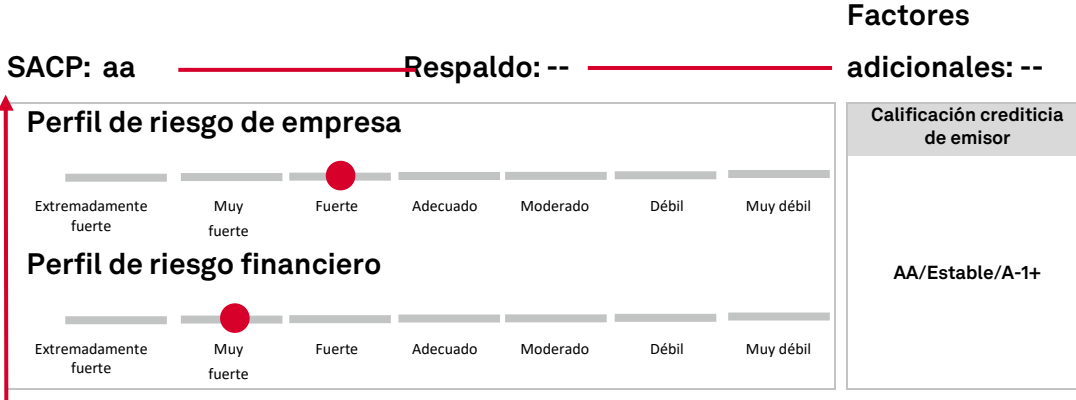 Factores
SACP: aa Respaldo: -- adicionales: --
Perfil de riesgo de empresa
Extremadamente fuerte Muy fuerte Fuerte Adecuado Moderado Débil Muy débil
Perfil de riesgo financiero
Extremadamente fuerte Muy fuerte Fuerte Adecuado Moderado Débil Muy débil
Calificación crediticia
de emisor
AA/Estable/A-1+